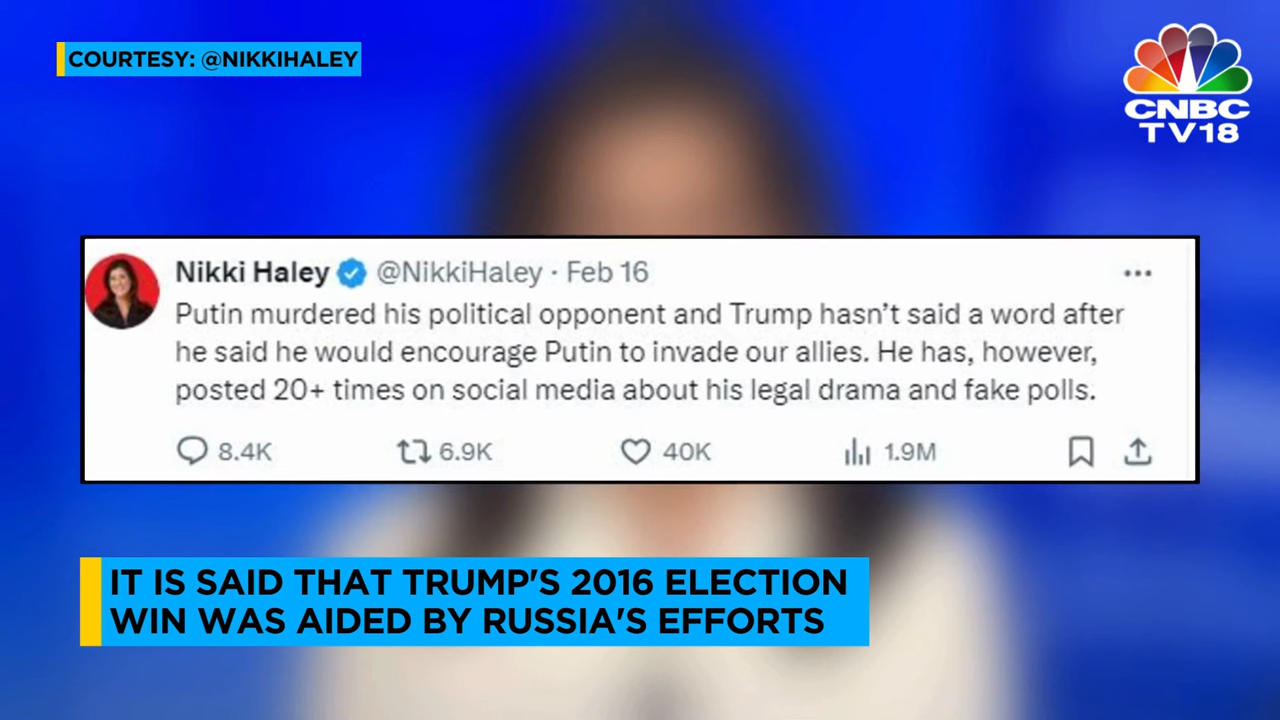 COURTESY: @NIKKIHALEY
CNBC
TV18
Nikki Haley @NikkiHaley · Feb 16
Putin murdered his political opponent and Trump hasn’t said a word after
he said he would encourage Putin to invade our allies. He has, however,
posted 20+ times on social media about his legal drama and fake polls.
8.4K 6.9K 40K 1.9M
IT IS SAID THAT TRUMP'S 2016 ELECTION
WIN WAS AIDED BY RUSSIA'S EFFORTS